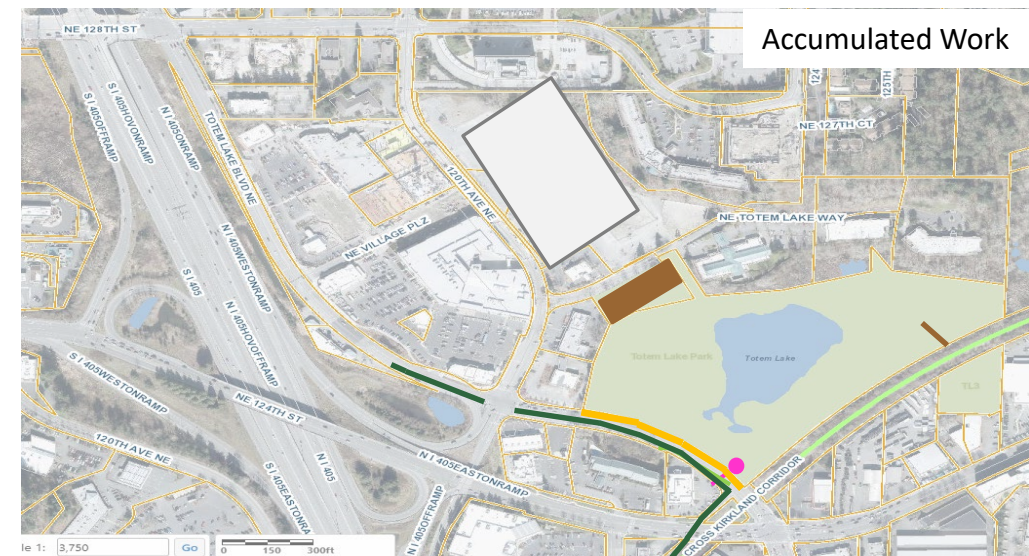 Accumulated Work
NE 128TH ST
S I 405OFFRAMP
S I 405HOVONRAMP
N I 405ONRAMP
TOTEM LAKE BLVD NE
124TH
125TH
NE 127TH CT
120TH AVE NE
NE VILLAGE PLZ
NE TOTEM LAKE WAY
N I 405WESTONRAMP
S I 405
N I 405HOVOFFRAMP
S I 405WESTONRAMP
NE 124TH ST
Totem Lake Park
Totem Lake
TL3
120TH AVE NE
N I 405EASTONRAMP
N I 405
S I 405EASTONRA
N I 405OFFRAMP
CROSS KIRKLAND CORRIDOR
le 1: 3,750 Go
0 150 300ft